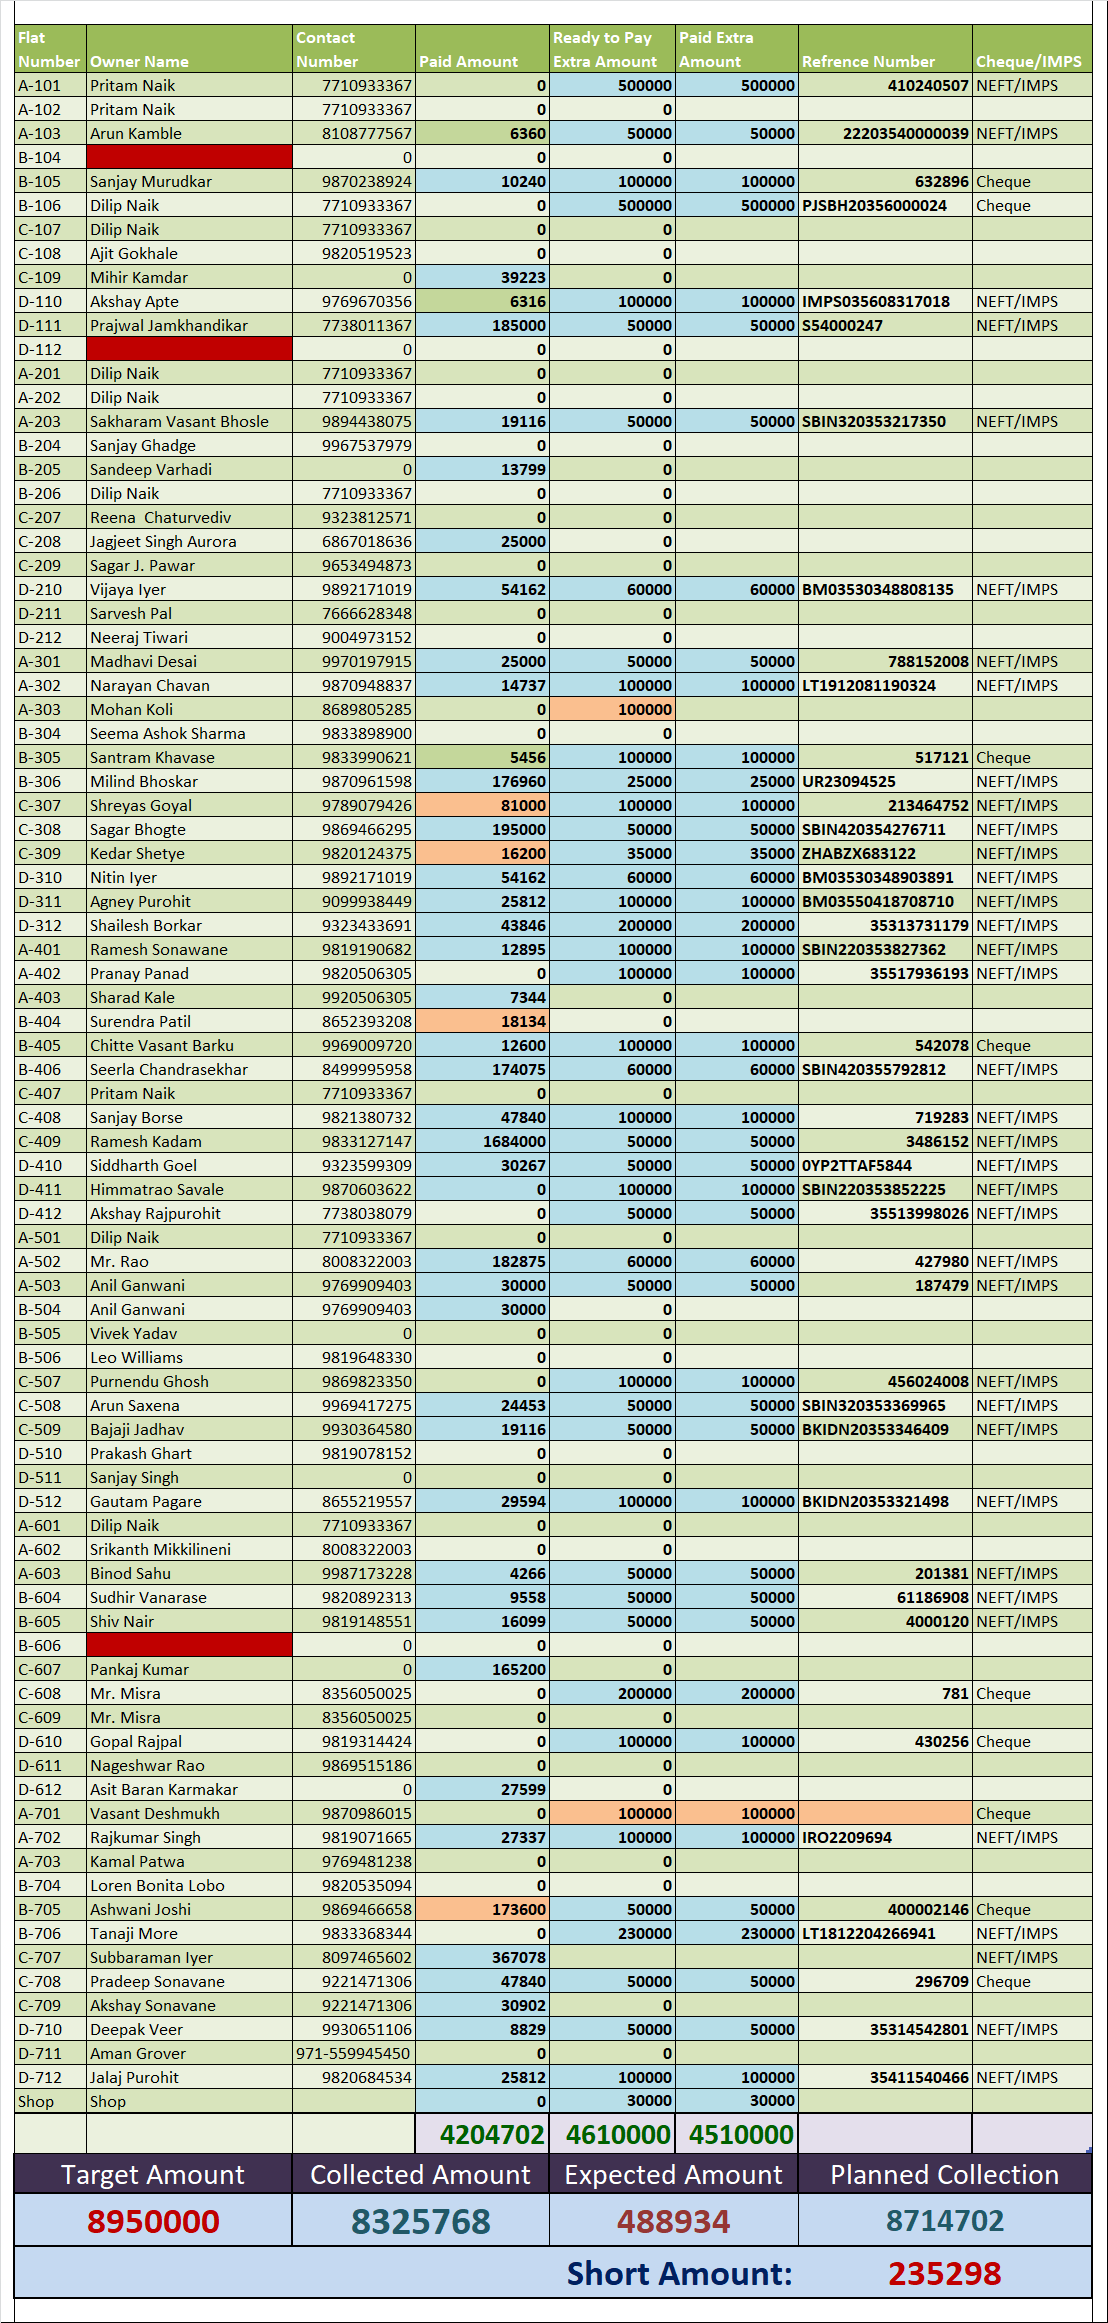 Flat Number Owner Name Contact Number Paid Amount Ready to Pay Extra Amount Paid Extra Amount Refrence Number Cheque/IMPS
A-101 Pritam Naik 7710933367 0 500000 500000 410240507 NEFT/IMPS
A-102 Pritam Naik 7710933367 0 0
A-103 Arun Kamble 8108777567 6360 50000 50000 22203540000039 NEFT/IMPS
B-104 0 0 0
B-105 Sanjay Murudkar 9870238924 10240 100000 100000 632896 Cheque
B-106 Dilip Naik 7710933367 0 500000 500000 PJSBH20356000024 Cheque
C-107 Dilip Naik 7710933367 0 0
C-108 Ajit Gokhale 9820519523 0 0
C-109 Mihir Kamdar 0 39223 0
D-110 Akshay Apte 9769670356 6316 100000 100000 IMPS035608317018 NEFT/IMPS
D-111 Prajwal Jamkhandikar 7738011367 185000 50000 50000 S54000247 NEFT/IMPS
D-112 0 0 0
A-201 Dilip Naik 7710933367 0 0
A-202 Dilip Naik 7710933367 0 0
A-203 Sakharam Vasant Bhosle 9894438075 19116 50000 50000 SBIN320353217350 NEFT/IMPS
B-204 Sanjay Ghadge 9967537979 0 0
B-205 Sandeep Varhadi 0 13799 0
B-206 Dilip Naik 7710933367 0 0
C-207 Reena Chaturvediv 9323812571 0 0
C-208 Jagjeet Singh Aurora 6867018636 25000 0
C-209 Sagar J. Pawar 9653494873 0 0
D-210 Vijaya Iyer 9892171019 54162 60000 60000 BM03530348808135 NEFT/IMPS
D-211 Sarvesh Pal 7666628348 0 0
D-212 Neeraj Tiwari 9004973152 0 0
A-301 Madhavi Desai 9970197915 25000 50000 50000 788152008 NEFT/IMPS
A-302 Narayan Chavan 9870948837 14737 100000 100000 LT1912081190324 NEFT/IMPS
A-303 Mohan Koli 8689805285 0 100000
B-304 Seema Ashok Sharma 9833898900 0 0
B-305 Santram Khavase 9833990621 5456 100000 100000 517121 Cheque
B-306 Milind Bhoskar 9870961598 176960 25000 25000 UR23094525 NEFT/IMPS
C-307 Shreyas Goyal 9789079426 81000 100000 100000 213464752 NEFT/IMPS
C-308 Sagar Bhogte 9869466295 195000 50000 50000 SBIN420354276711 NEFT/IMPS
C-309 Kedar Shetye 9820124375 16200 35000 35000 ZHABZX683122 NEFT/IMPS
D-310 Nitin Iyer 9892171019 54162 60000 60000 BM03530348903891 NEFT/IMPS
D-311 Agney Purohit 9099938449 25812 100000 100000 BM03550418708710 NEFT/IMPS
D-312 Shailesh Borkar 9323433691 43846 200000 200000 35313731179 NEFT/IMPS
A-401 Ramesh Sonawane 9819190682 12895 100000 100000 SBIN220353827362 NEFT/IMPS
A-402 Pranay Panad 9820506305 0 100000 100000 35517936193 NEFT/IMPS
A-403 Sharad Kale 9920506305 7344 0
B-404 Surendra Patil 8652393208 18134 0
B-405 Chitte Vasant Barku 9969009720 12600 100000 100000 542078 Cheque
B-406 Seerla Chandrasekhar 8499995958 174075 60000 60000 SBIN420355792812 NEFT/IMPS
C-407 Pritam Naik 7710933367 0 0
C-408 Sanjay Borse 9821380732 47840 100000 100000 719283 NEFT/IMPS
C-409 Ramesh Kadam 9833127147 1684000 50000 50000 3486152 NEFT/IMPS
D-410 Siddharth Goel 9323599309 30267 50000 50000 0YP2TTAF5844 NEFT/IMPS
D-411 Himmatrao Savale 9870603622 0 100000 100000 SBIN220353852225 NEFT/IMPS
D-412 Akshay Rajpurohit 7738038079 0 50000 50000 35513998026 NEFT/IMPS
A-501 Dilip Naik 7710933367 0 0
A-502 Mr. Rao 8008322003 182875 60000 60000 427980 NEFT/IMPS
A-503 Anil Ganwani 9769909403 30000 50000 50000 187479 NEFT/IMPS
B-504 Anil Ganwani 9769909403 30000 0
B-505 Vivek Yadav 0 0 0
B-506 Leo Williams 9819648330 0 0
C-507 Purnendu Ghosh 9869823350 0 100000 100000 456024008 NEFT/IMPS
C-508 Arun Saxena 9969417275 24453 50000 50000 SBIN320353369965 NEFT/IMPS
C-509 Bajaji Jadhav 9930364580 19116 50000 50000 BKIDN20353346409 NEFT/IMPS
D-510 Prakash Ghart 9819078152 0 0
D-511 Sanjay Singh 0 0 0
D-512 Gautam Pagare 8655219557 29594 100000 100000 BKIDN20353321498 NEFT/IMPS
A-601 Dilip Naik 7710933367 0 0
A-602 Srikanth Mikkilineni 8008322003 0 0
A-603 Binod Sahu 9987173228 4266 50000 50000 201381 NEFT/IMPS
B-604 Sudhir Vanarase 9820892313 9558 50000 50000 61186908 NEFT/IMPS
B-605 Shiv Nair 9819148551 16099 50000 50000 4000120 NEFT/IMPS
B-606 0 0 0
C-607 Pankaj Kumar 0 165200 0
C-608 Mr. Misra 8356050025 0 200000 200000 781 Cheque
C-609 Mr. Misra 8356050025 0 0
D-610 Gopal Rajpal 9819314424 0 100000 100000 430256 Cheque
D-611 Nageshwar Rao 9869515186 0 0
D-612 Asit Baran Karmakar 0 27599 0
A-701 Vasant Deshmukh 9870986015 0 100000 100000 Cheque
A-702 Rajkumar Singh 9819071665 27337 100000 100000 IRO2209694 NEFT/IMPS
A-703 Kamal Patwa 9769481238 0 0
B-704 Loren Bonita Lobo 9820535094 0 0
B-705 Ashwani Joshi 9869466658 173600 50000 50000 400002146 Cheque
B-706 Tanaji More 9833368344 0 230000 230000 LT1812204266941 NEFT/IMPS
C-707 Subbaraman Iyer 8097465602 367078 NEFT/IMPS
C-708 Pradeep Sonavane 9221471306 47840 50000 50000 296709 Cheque
C-709 Akshay Sonavane 9221471306 30902 0
D-710 Deepak Veer 9930651106 8829 50000 50000 35314542801 NEFT/IMPS
D-711 Aman Grover 971-559945450 0 0
D-712 Jalaj Purohit 9820684534 25812 100000 100000 35411540466 NEFT/IMPS
Shop Shop 0 30000 30000
4204702 4610000 4510000
Target Amount Collected Amount Expected Amount Planned Collection
8950000 8325768 488934 8714702
Short Amount: 235298